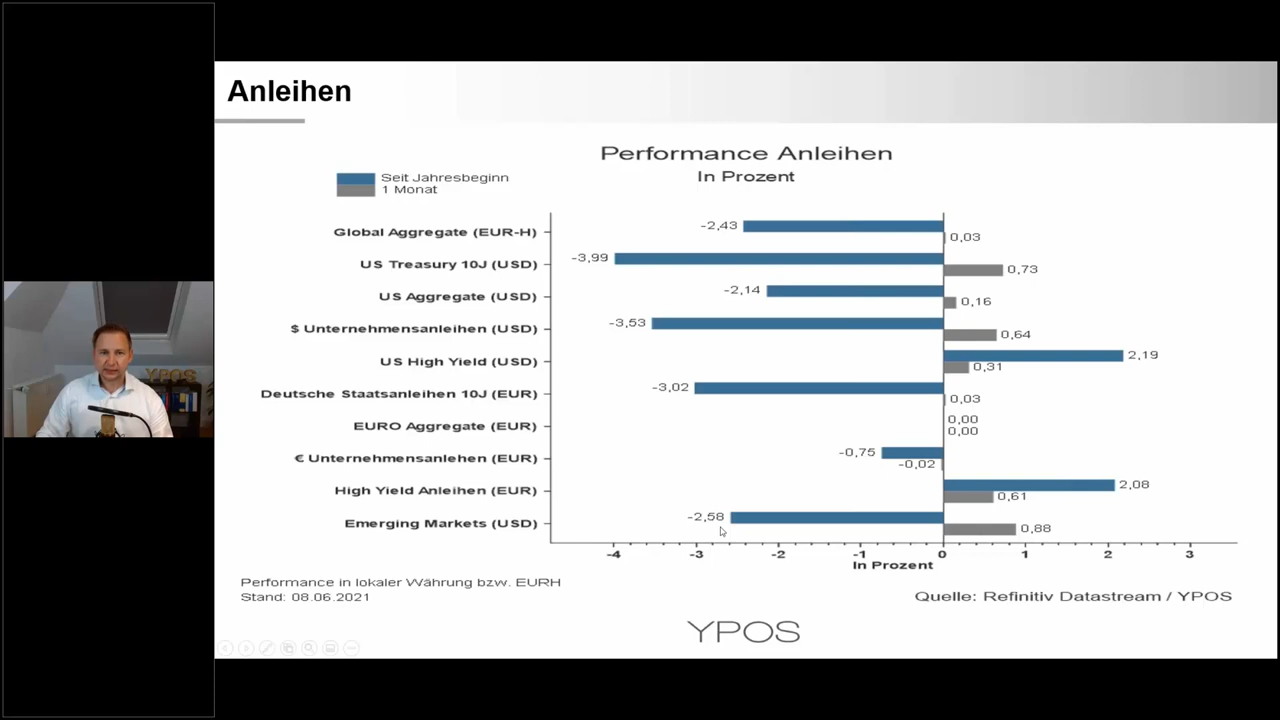 Anleihen
Performance Anleihen
In Prozent
Seit Jahresbeginn
1 Monat
Global Aggregate (EUR-H) -2,43 0,03
US Treasury 10J (USD) -3,99 0,73
US Aggregate (USD) -2,14 0,16
$ Unternehmensanleihen (USD) -3,53 0,64
US High Yield (USD) 2,19 0,31
Deutsche Staatsanleihen 10J (EUR) -3,02 0,03
EURO Aggregate (EUR) 0,00 0,00
€ Unternehmensanlehen (EUR) -0,75 -0,02
High Yield Anleihen (EUR) 2,08 0,61
Emerging Markets (USD) -2,58 0,88
-4 -3 -2 -1 0 1 2 3
In Prozent
Performance in lokaler Währung bzw. EURH
Stand: 08.06.2021
Quelle: Refinitiv Datastream / YPOS
YPOS
YPOS